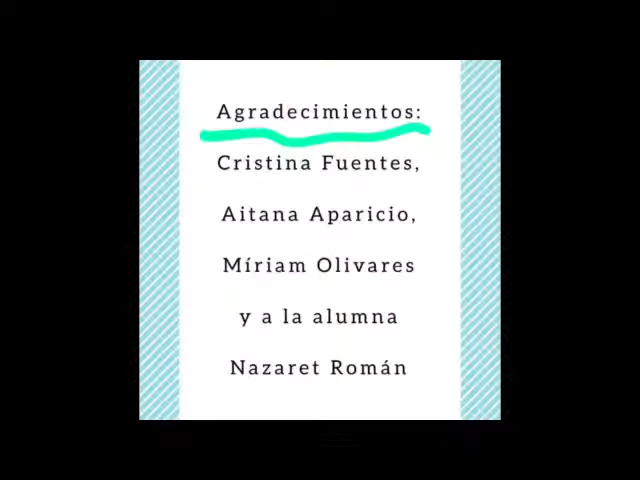 Agradecimientos:
Cristina Fuentes,
Aitana Aparicio,
Míriam Olivares
y a la alumna
Nazaret Román